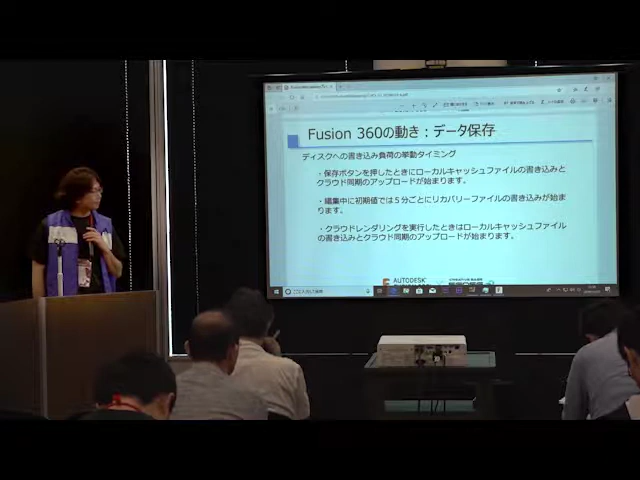 Fusion 360の動き：データ保存
ディスクへの書き込み負荷の挙動タイミング
・保存ボタンを押したときにローカルキャッシュファイルの書き込みと
クラウド同期のアップロードが始まります。
・編集中に初期値では５分ごとにリカバリーファイルの書き込みが始ま
ります。
・クラウドレンダリングを実行したときはローカルキャッシュファイル
の書き込みとクラウド同期のアップロードが始まります。
AUTODESK